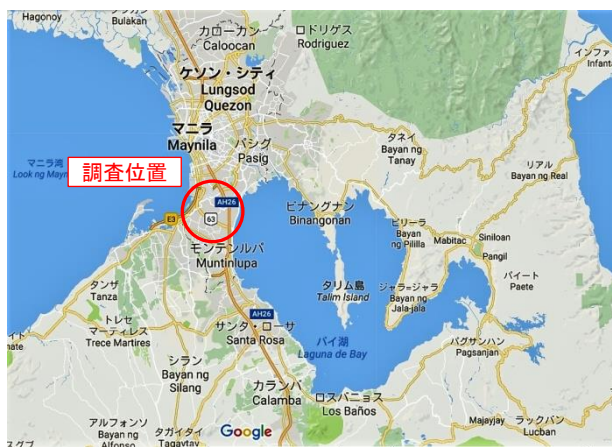 Hagonoy
Bulakan
カローカン
Caloocan
ロドリゲス
Rodriguez
インファ
Infant
ケソン・シティ
Lungsod
Quezon
マニラ
Maynila
パシグ
Pasig
タネイ
Bayan ng
Tanay
マニラ湾
Look ng Mayn
調査位置
リアル
Bayan ng Real
AH26
E3
63
ビナングナン
Binangonan
ピリーラ
Bayan
ng Pililla
Mabitac
Siniloan
Pangil
モンテンルパ
Muntinlupa
タンザ
Tanza
タリム島
Talim Island
ジャラ=ジャラ
Bayan ng
Jala-jala
パイート
Paete
トレセ
マーティレス
Trece Martires
AH26
サンタ・ローサ
Santa Rosa
バイ湖
Laguna de Bay
パグサンハン
Pagsanjan
イト
nate
シラン
Bayan ng
Silang
カランバ
Calamba
ロスバニョス
Los Baños
アルフォンソ
Bayan ng
Alfonso
タガイタイ
Tagaytay
Google
Majayjay
ラックバン
Lucban
スグブ